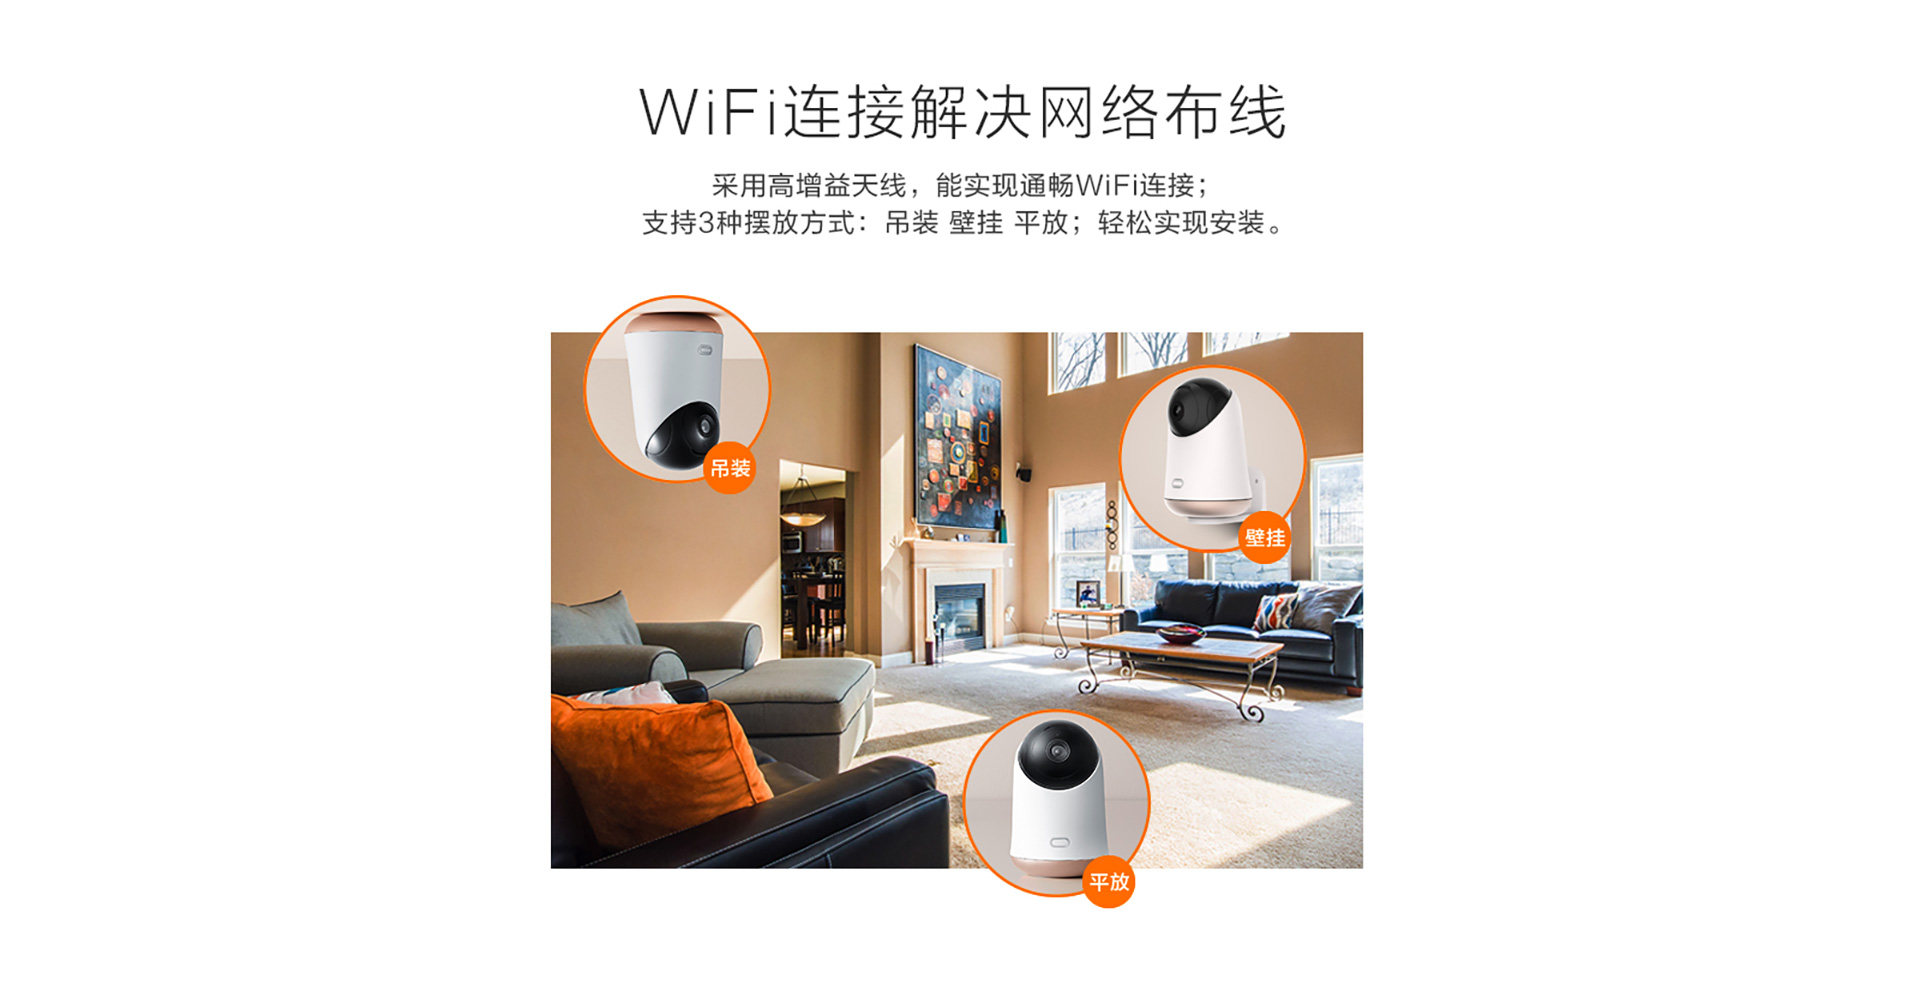 WiFi连接解决网络布线
采用高增益天线，能实现通畅WiFi连接；
支持3种摆放方式：吊装 壁挂 平放；轻松实现安装。
吊装
壁挂
平放